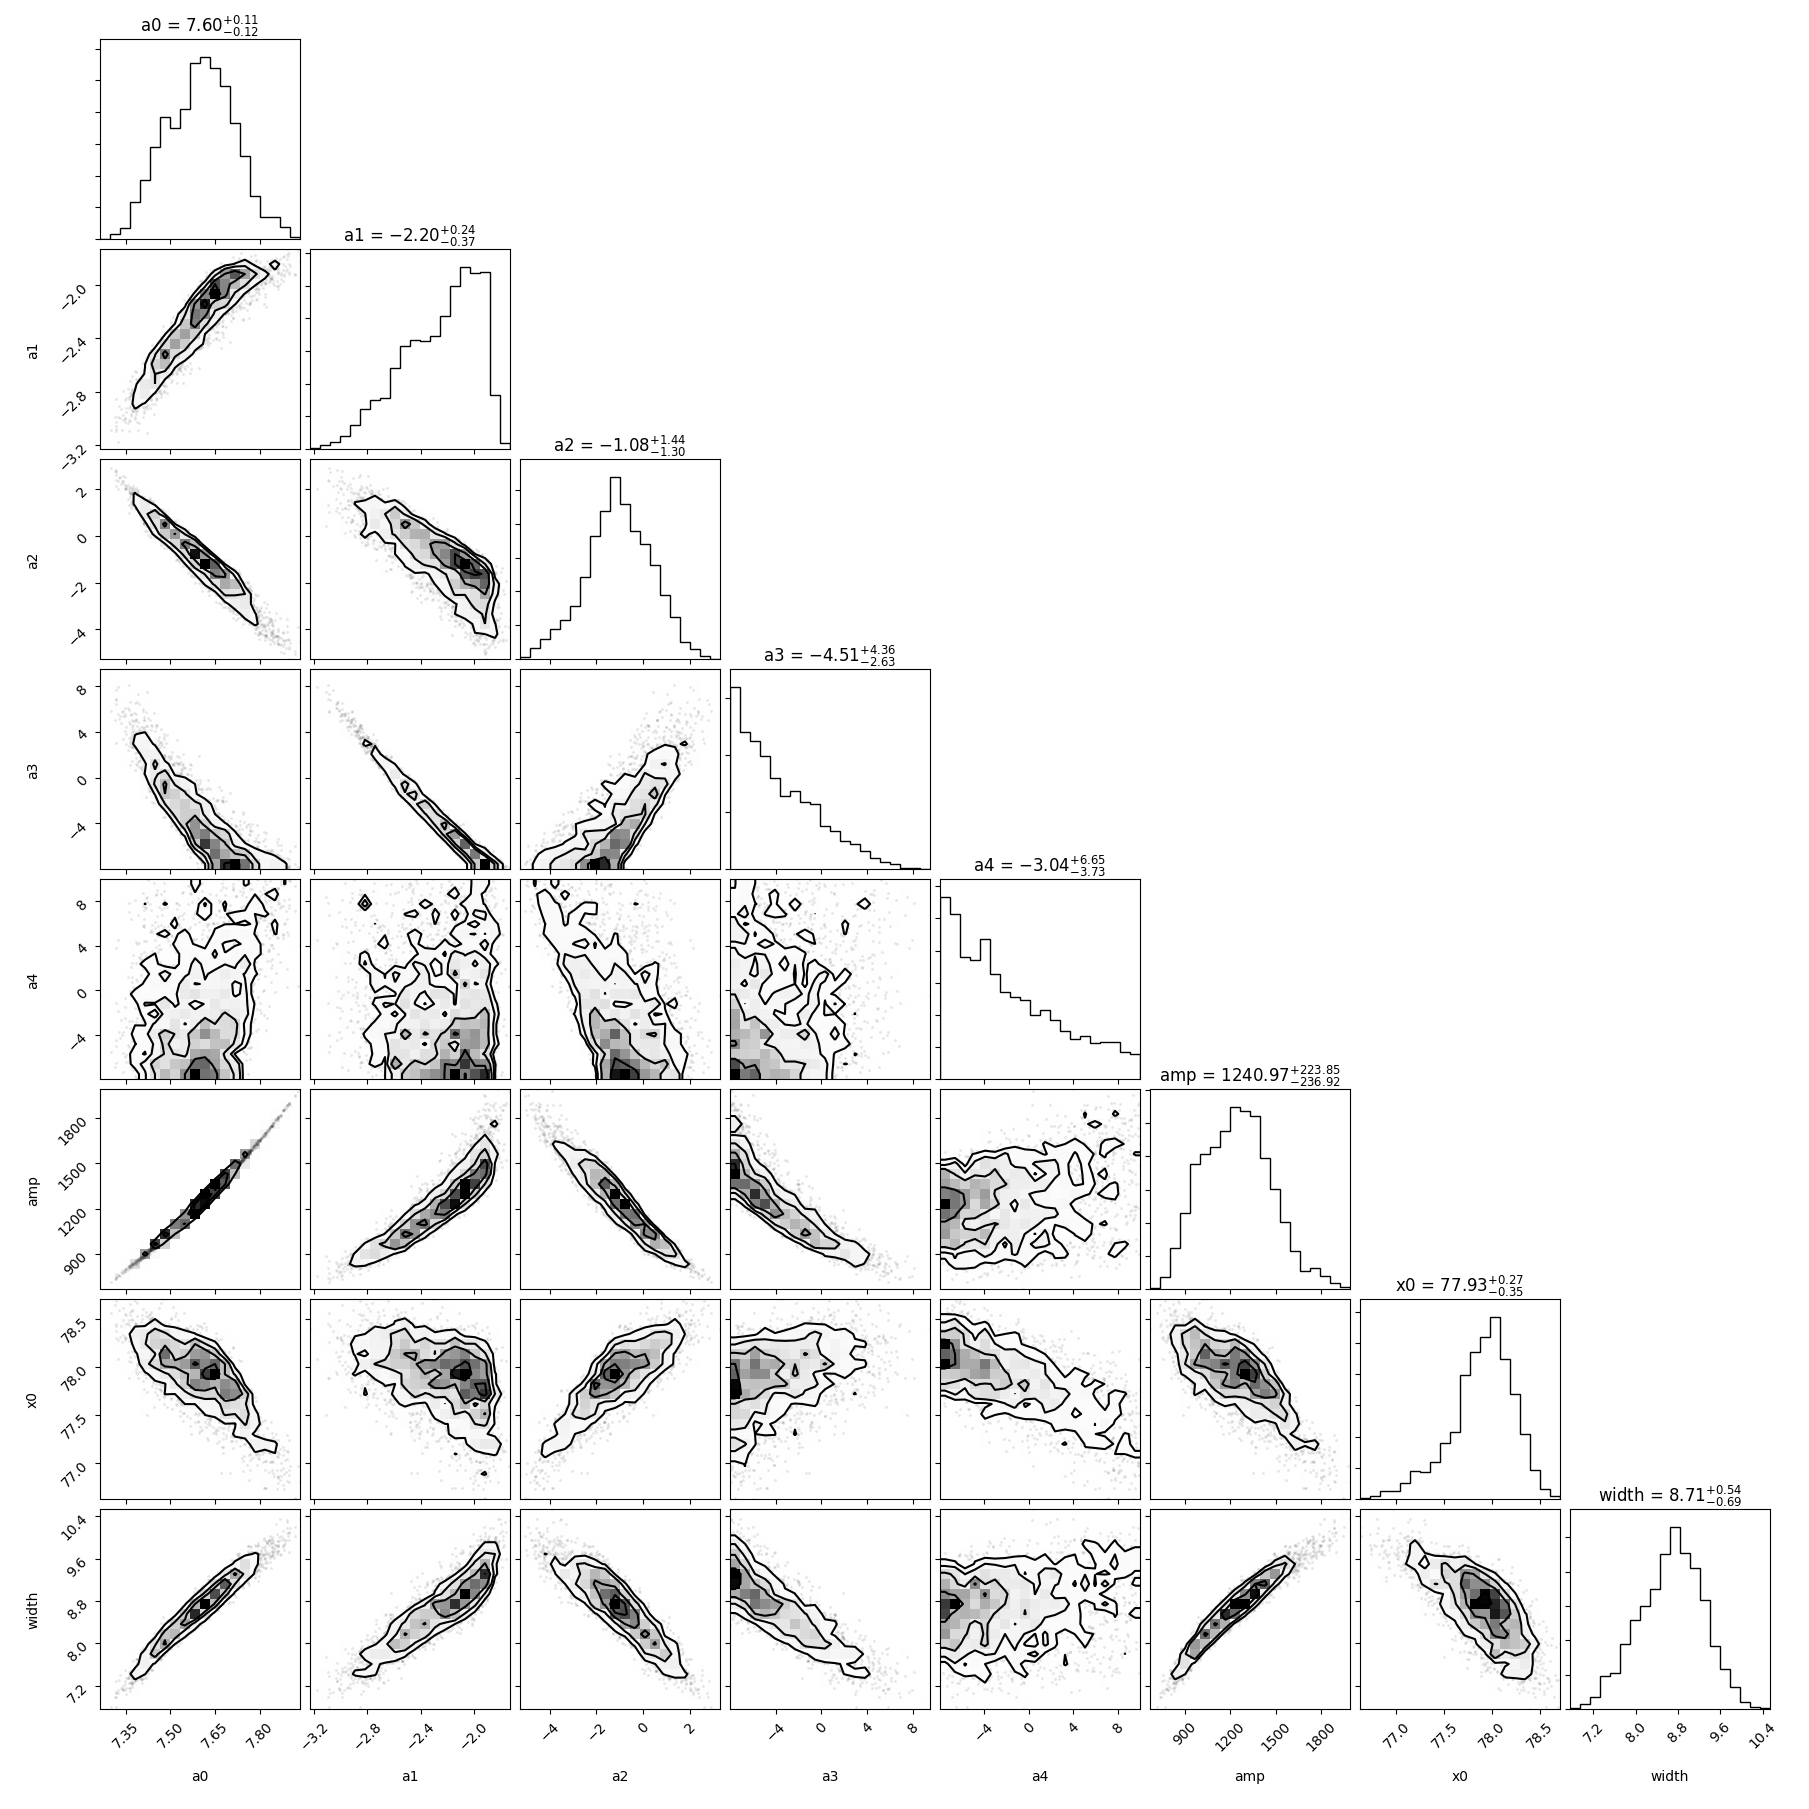 a0 = 7.60+0.11 −0.12
a1 = −2.20+0.24 −0.37
−2.0
−2.4
−2.8
−3.2
a1
a2 = −1.08+1.44 −1.30
2
0
−2
−4
a2
a3 = −4.51+4.36 −2.63
8
4
0
−4
a3
a4 = −3.04+6.65 −3.73
8
4
0
−4
a4
amp = 1240.97+223.85 −236.92
1800
1500
1200
900
amp
x0 = 77.93+0.27 −0.35
78.5
78.0
77.5
77.0
x0
width = 8.71+0.54 −0.69
10.4
9.6
8.8
8.0
7.2
width
7.35 7.50 7.65 7.80 −3.2 −2.8 −2.4 −2.0 −4 −2 0 2 −4 0 4 8 −4 0 4 8 900 1200 1500 1800 77.0 77.5 78.0 78.5 7.2 8.0 8.8 9.6 10.4
a0 a1 a2 a3 a4 amp x0 width